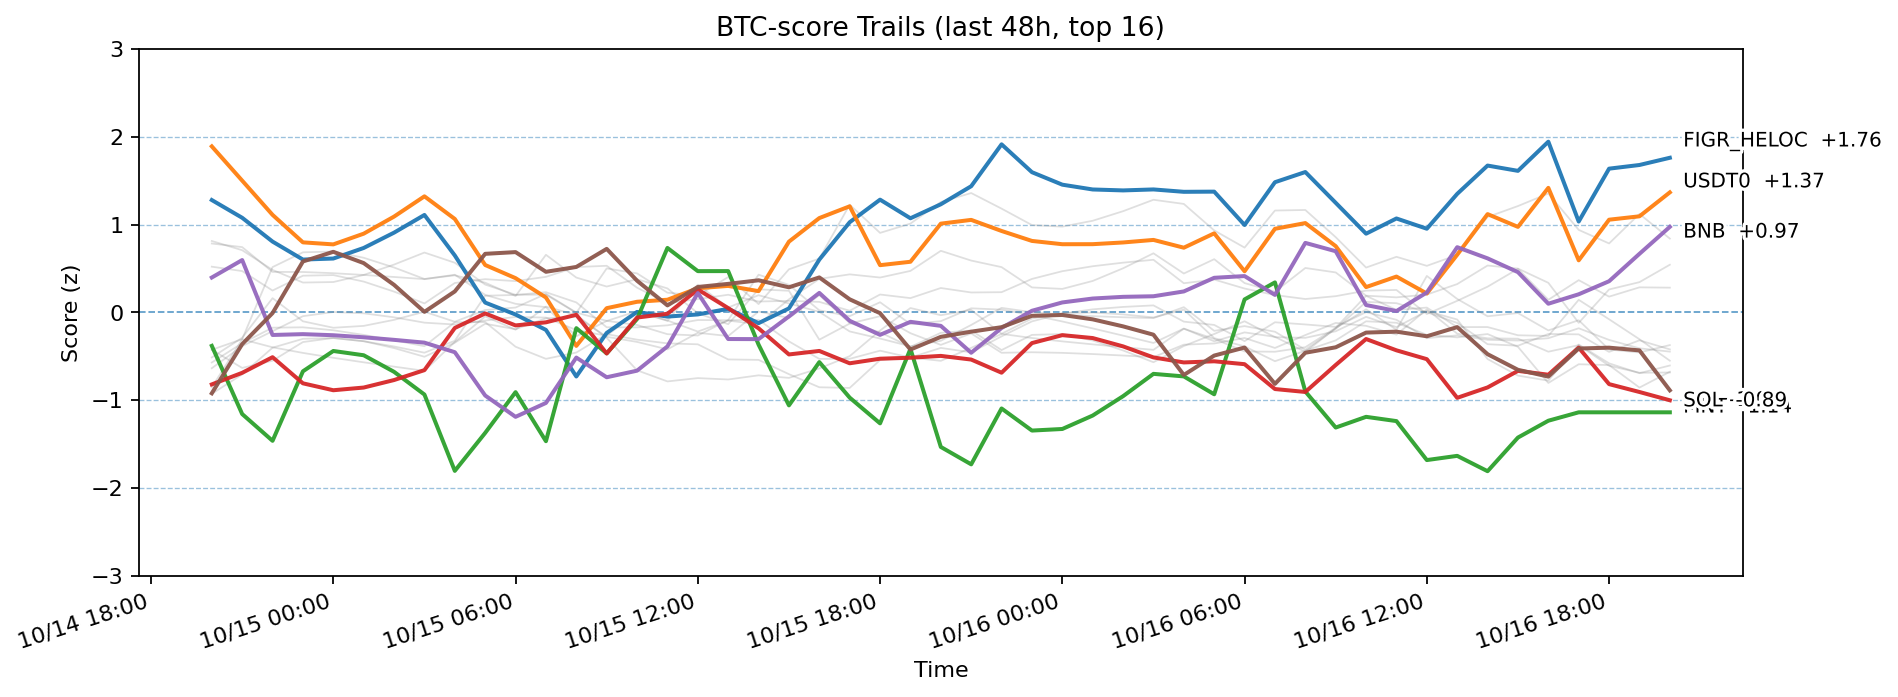 BTC-score Trails (last 48h, top 16)
3
2
1
0
−1
−2
−3
Score (z)
FIGR_HELOC +1.76
USDT0 +1.37
BNB +0.97
SOL -0.89
10/14 18:00
10/15 00:00
10/15 06:00
10/15 12:00
10/15 18:00
10/16 00:00
10/16 06:00
10/16 12:00
10/16 18:00
Time